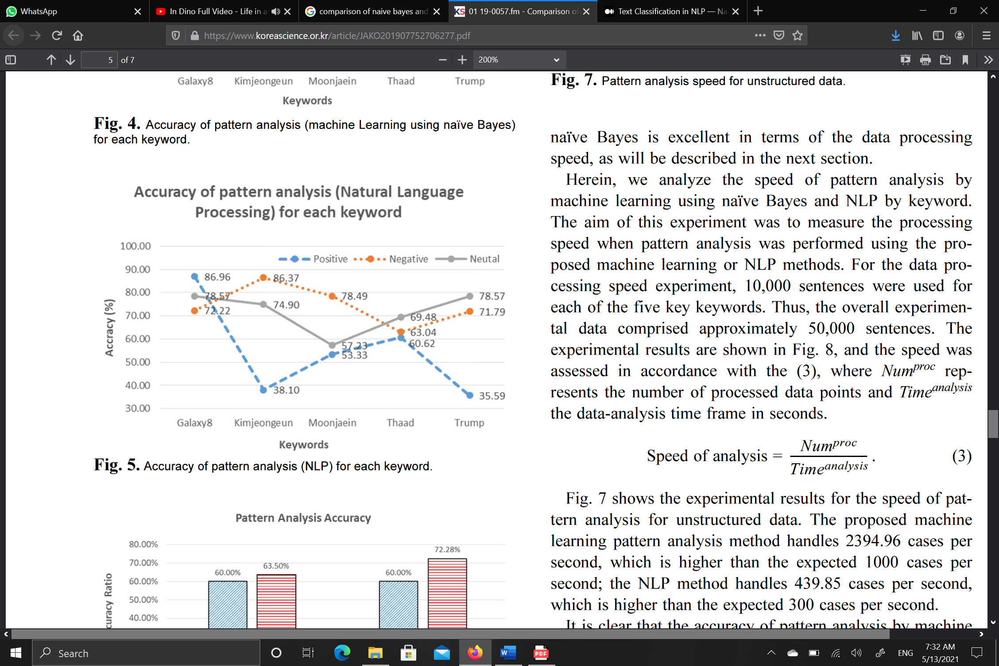 WhatsApp
In Dino Full Video - Life in a
comparison of naive bayes and
KS 01 19-0057.fm - Comparison of
Text Classification in NLP — Na
https://www.koreascience.or.kr/article/JAKO201907752706277.pdf
5 of 7
200%
Galaxy8 Kimjeongeun Moonjaein Thaad Trump
Keywords
Fig. 4. Accuracy of pattern analysis (machine Learning using naïve Bayes)
for each keyword.
Accuracy of pattern analysis (Natural Language
Processing) for each keyword
100.00
Positive Negative Neutal
90.00
80.00
70.00
60.00
50.00
40.00
30.00
Accracy (%)
86.96
78.57
72.22
86.37
74.90
38.10
78.49
57.23
53.33
69.48
63.04
60.62
78.57
71.79
35.59
Galaxy8 Kimjeongeun Moonjaein Thaad Trump
Keywords
Fig. 5. Accuracy of pattern analysis (NLP) for each keyword.
Pattern Analysis Accuracy
80.00%
70.00%
60.00%
50.00%
40.00%
curacy Ratio
60.00%
63.50%
60.00%
72.28%
Fig. 7. Pattern analysis speed for unstructured data.
naïve Bayes is excellent in terms of the data processing
speed, as will be described in the next section.
Herein, we analyze the speed of pattern analysis by
machine learning using naïve Bayes and NLP by keyword.
The aim of this experiment was to measure the processing
speed when pattern analysis was performed using the pro-
posed machine learning or NLP methods. For the data pro-
cessing speed experiment, 10,000 sentences were used for
each of the five key keywords. Thus, the overall experimen-
tal data comprised approximately 50,000 sentences. The
experimental results are shown in Fig. 8, and the speed was
assessed in accordance with the (3), where Num^proc rep-
resents the number of processed data points and Time^analysis
the data-analysis time frame in seconds.
Speed of analysis = Num^proc / Time^analysis . (3)
Fig. 7 shows the experimental results for the speed of pat-
tern analysis for unstructured data. The proposed machine
learning pattern analysis method handles 2394.96 cases per
second, which is higher than the expected 1000 cases per
second; the NLP method handles 439.85 cases per second,
which is higher than the expected 300 cases per second.
It is clear that the accuracy of pattern analysis by machine
Search
W
PDF
ENG
7:32 AM
5/13/2021